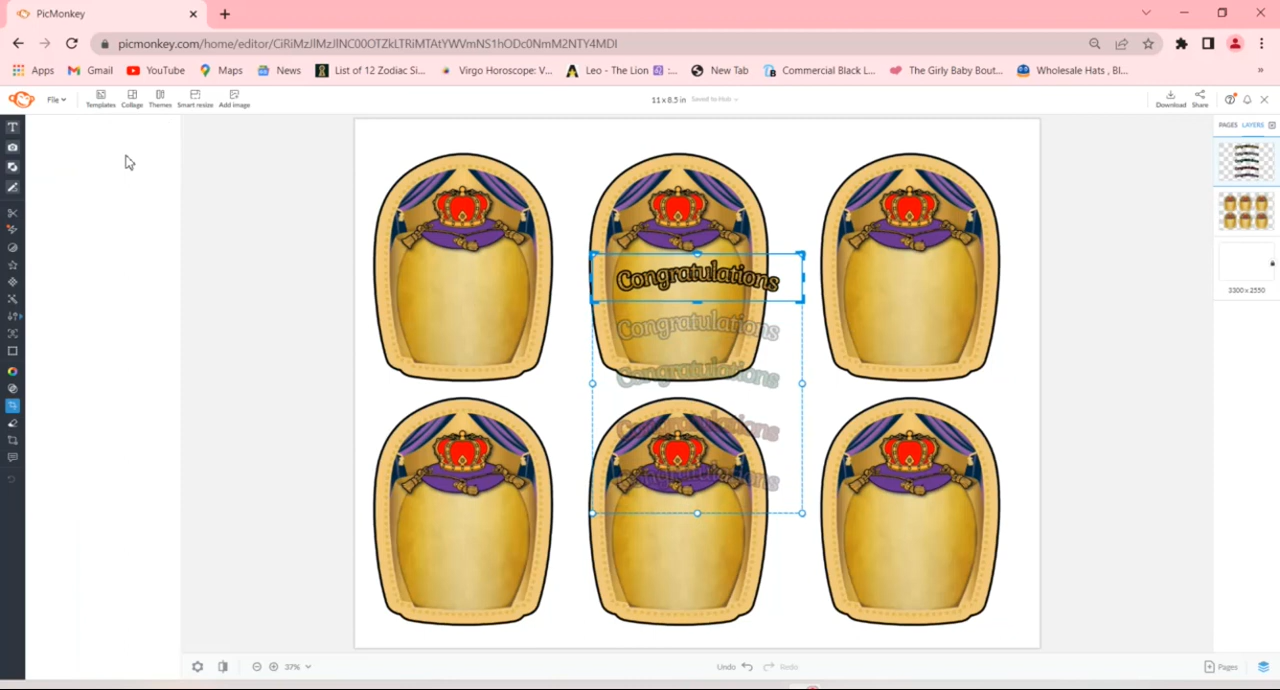 PicMonkey
picmonkey.com/home/editor/CiRiMzJlMzJlNC00OTZkLTRiMTAtYWVmNS1hODc0NmM2NTY4MDI
Apps Gmail YouTube Maps News List of 12 Zodiac Si... Virgo Horoscope: V... Leo - The Lion :... New Tab Commercial Black L... The Girly Baby Bout... Wholesale Hats , Bl... »
File Templates Collage Themes Smart resize Add image 11 x 8.5 in Saved to Hub Download Share
PAGES LAYERS
Congratulations
Congratulations
Congratulations
Congratulations
Congratulations
3300 x 2550
37% Undo Redo Pages